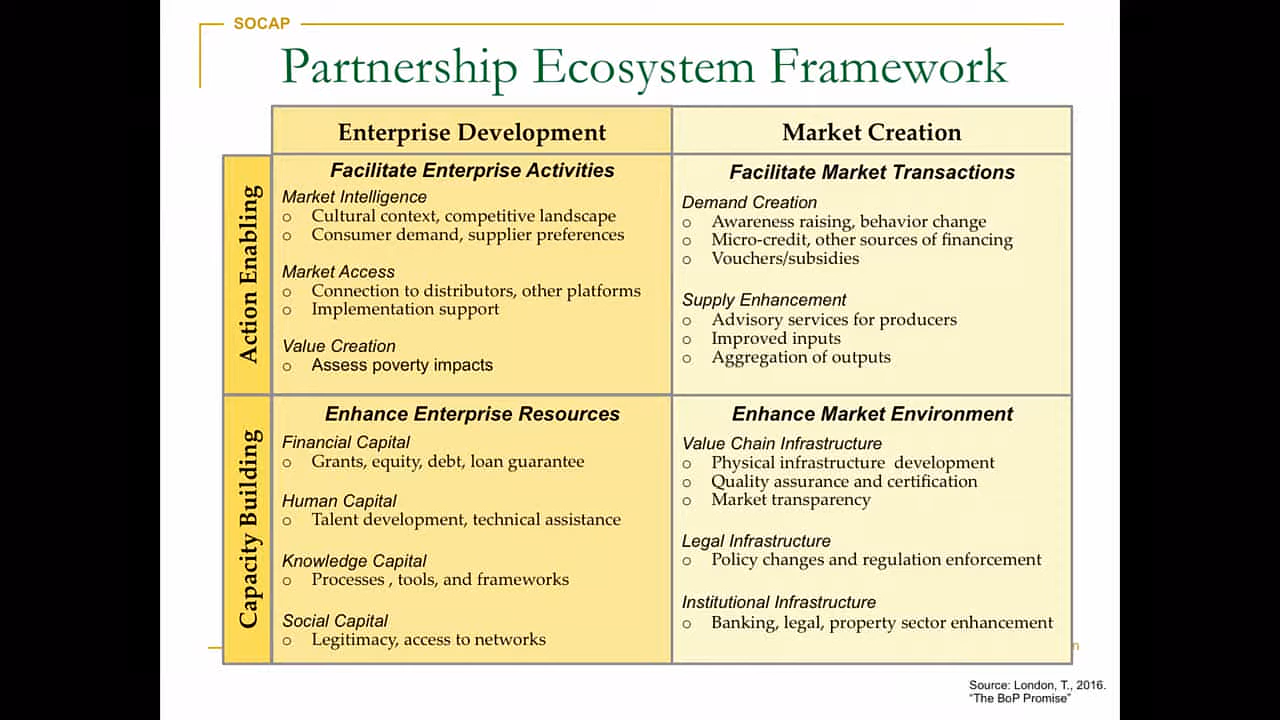 SOCAP
Partnership Ecosystem Framework
Enterprise Development
Market Creation
Action Enabling
Facilitate Enterprise Activities
Market Intelligence
o Cultural context, competitive landscape
o Consumer demand, supplier preferences
Market Access
o Connection to distributors, other platforms
o Implementation support
Value Creation
o Assess poverty impacts
Facilitate Market Transactions
Demand Creation
o Awareness raising, behavior change
o Micro-credit, other sources of financing
o Vouchers/subsidies
Supply Enhancement
o Advisory services for producers
o Improved inputs
o Aggregation of outputs
Capacity Building
Enhance Enterprise Resources
Financial Capital
o Grants, equity, debt, loan guarantee
Human Capital
o Talent development, technical assistance
Knowledge Capital
o Processes , tools, and frameworks
Social Capital
o Legitimacy, access to networks
Enhance Market Environment
Value Chain Infrastructure
o Physical infrastructure development
o Quality assurance and certification
o Market transparency
Legal Infrastructure
o Policy changes and regulation enforcement
Institutional Infrastructure
o Banking, legal, property sector enhancement
Source: London, T., 2016.
"The BoP Promise"